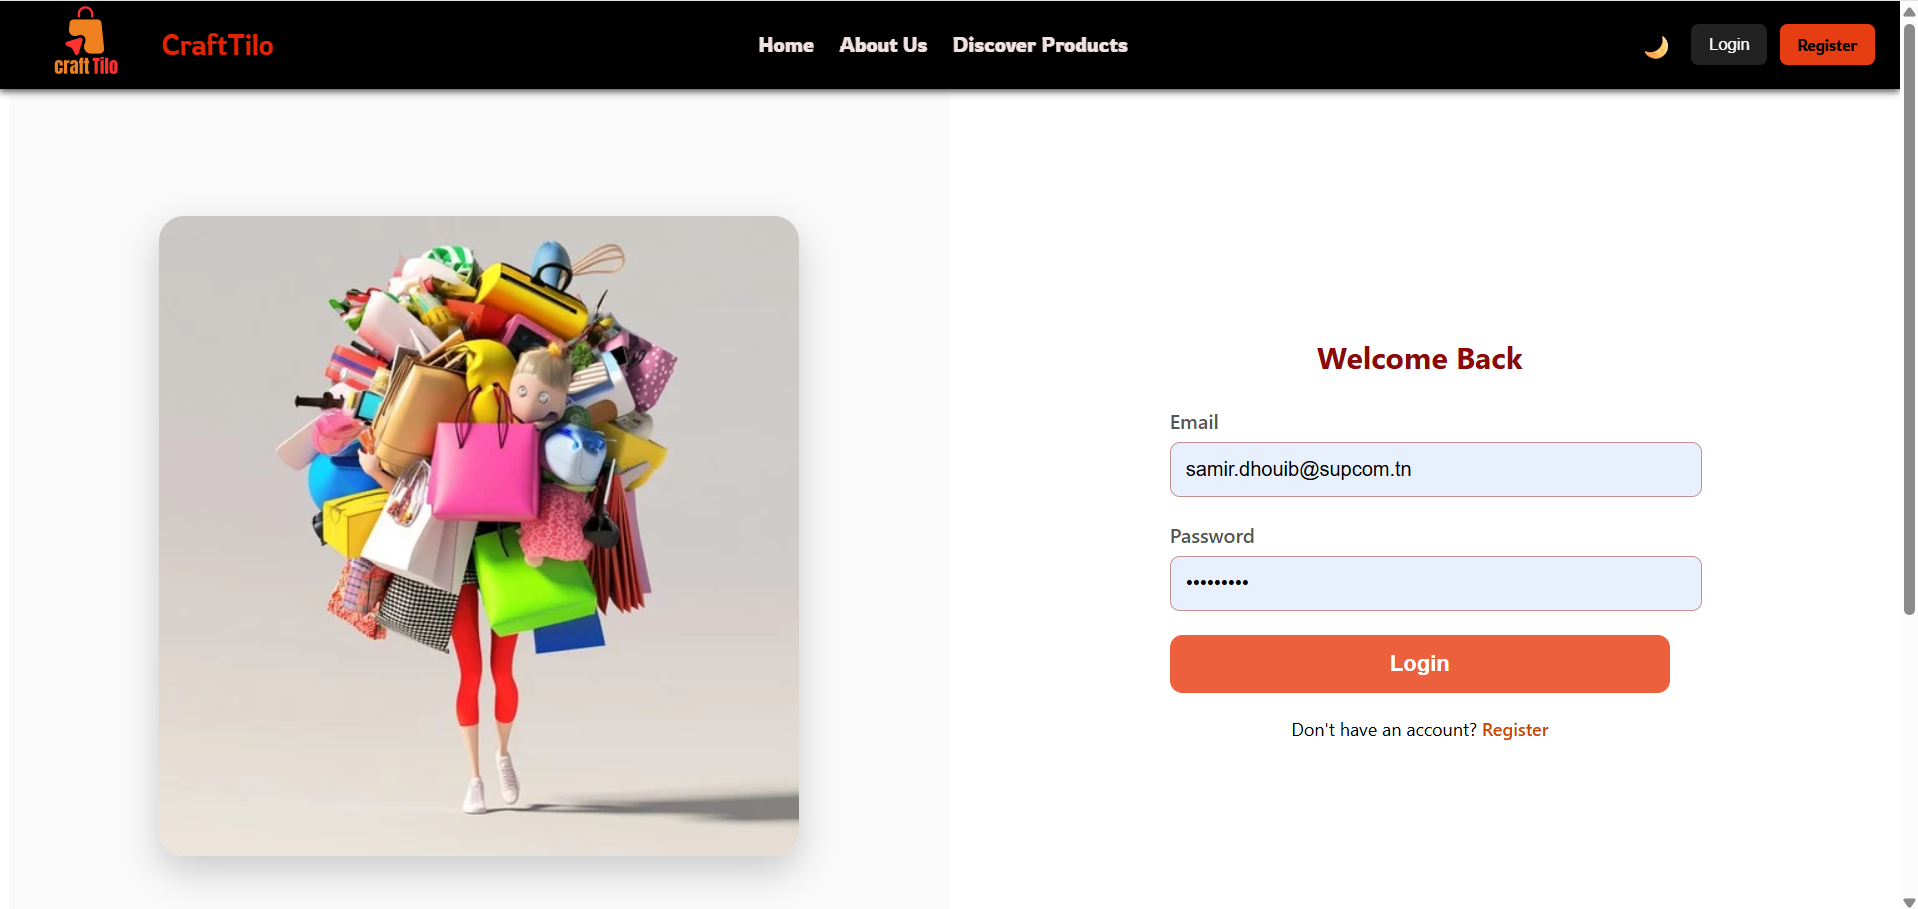 craft Tilo
CraftTilo
Home
About Us
Discover Products
Login
Register
Welcome Back
Email
samir.dhouib@supcom.tn
Password
•••••••••
Login
Don't have an account? Register